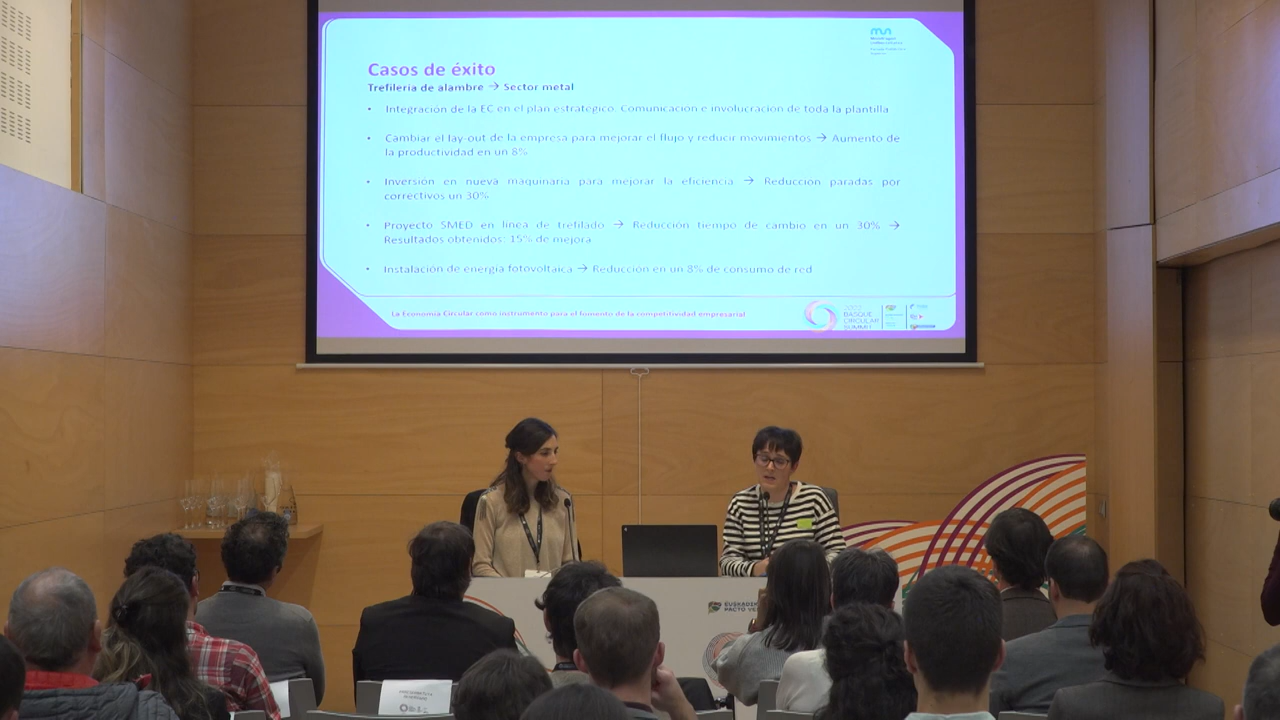 Casos de éxito
Trefilería de alambre → Sector metal
• Integración de la EC en el plan estratégico. Comunicación e involucración de toda la plantilla
• Cambiar el lay-out de la empresa para mejorar el flujo y reducir movimientos → Aumento de
la productividad en un 8%
• Inversión en nueva maquinaria para mejorar la eficiencia → Reducción paradas por
correctivos un 30%
• Proyecto SMED en línea de trefilado → Reducción tiempo de cambio en un 30% →
Resultados obtenidos: 15% de mejora
• Instalación de energía fotovoltaica → Reducción en un 8% de consumo de red
La Economía Circular como instrumento para el fomento de la competitividad empresarial
2022
BASQUE
CIRCULAR
SUMMIT
EUSKADI
PACTO VE